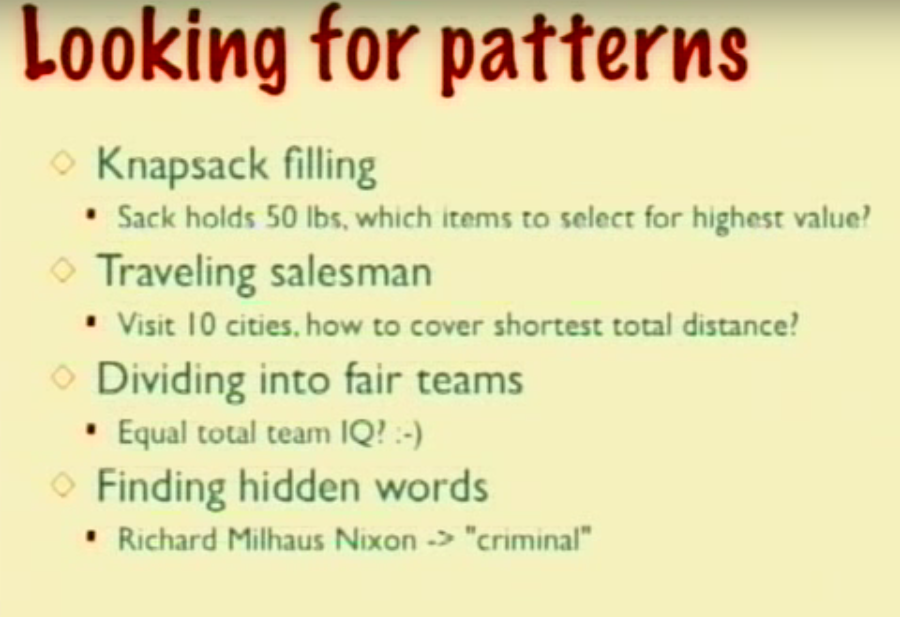 Looking for patterns
Knapsack filling
Sack holds 50 lbs, which items to select for highest value?
Traveling salesman
Visit 10 cities, how to cover shortest total distance?
Dividing into fair teams
Equal total team IQ? :-)
Finding hidden words
Richard Milhaus Nixon -> "criminal"